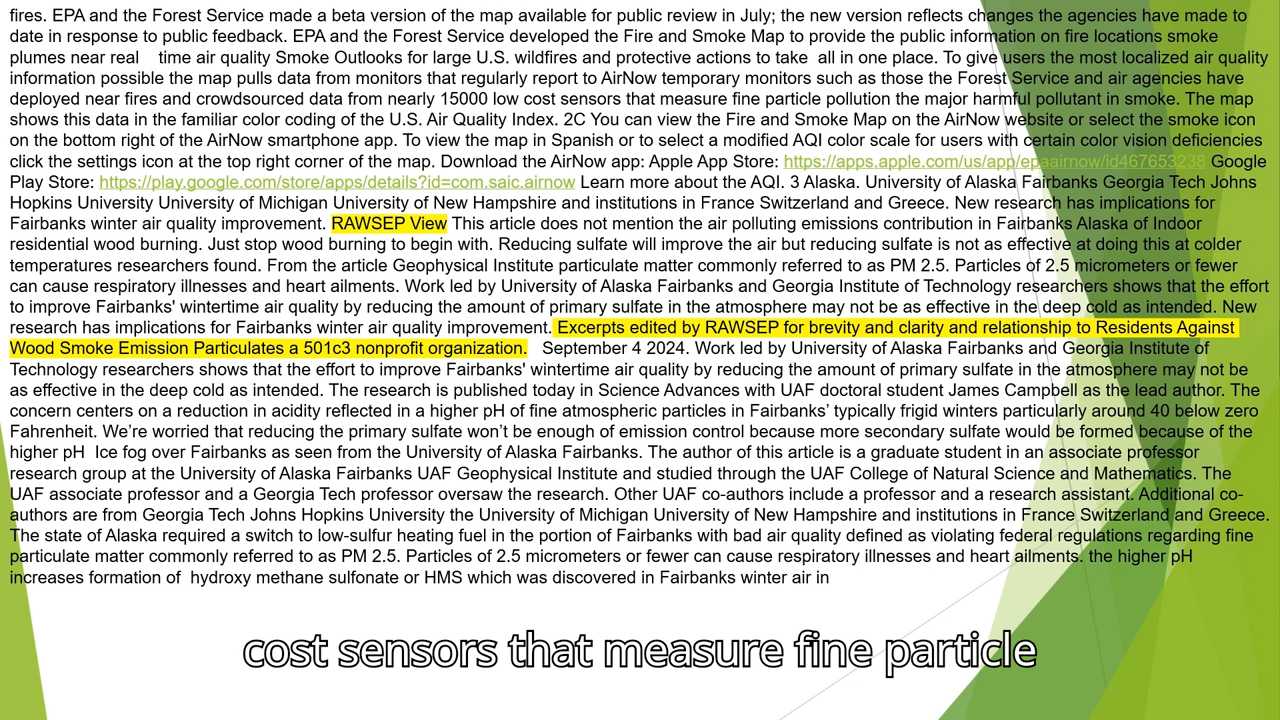 fires. EPA and the Forest Service made a beta version of the map available for public review in July; the new version reflects changes the agencies have made to
date in response to public feedback. EPA and the Forest Service developed the Fire and Smoke Map to provide the public information on fire locations smoke
plumes near real    time air quality Smoke Outlooks for large U.S. wildfires and protective actions to take  all in one place. To give users the most localized air quality
information possible the map pulls data from monitors that regularly report to AirNow temporary monitors such as those the Forest Service and air agencies have
deployed near fires and crowdsourced data from nearly 15000 low cost sensors that measure fine particle pollution the major harmful pollutant in smoke. The map
shows this data in the familiar color coding of the U.S. Air Quality Index. 2C You can view the Fire and Smoke Map on the AirNow website or select the smoke icon
on the bottom right of the AirNow smartphone app. To view the map in Spanish or to select a modified AQI color scale for users with certain color vision deficiencies
click the settings icon at the top right corner of the map. Download the AirNow app: Apple App Store: https://apps.apple.com/us/app/epaairnow/id467653238 Google
Play Store: https://play.google.com/store/apps/details?id=com.saic.airnow Learn more about the AQI. 3 Alaska. University of Alaska Fairbanks Georgia Tech Johns
Hopkins University University of Michigan University of New Hampshire and institutions in France Switzerland and Greece. New research has implications for
Fairbanks winter air quality improvement. RAWSEP View This article does not mention the air polluting emissions contribution in Fairbanks Alaska of Indoor
residential wood burning. Just stop wood burning to begin with. Reducing sulfate will improve the air but reducing sulfate is not as effective at doing this at colder
temperatures researchers found. From the article Geophysical Institute particulate matter commonly referred to as PM 2.5. Particles of 2.5 micrometers or fewer
can cause respiratory illnesses and heart ailments. Work led by University of Alaska Fairbanks and Georgia Institute of Technology researchers shows that the effort
to improve Fairbanks' wintertime air quality by reducing the amount of primary sulfate in the atmosphere may not be as effective in the deep cold as intended. New
research has implications for Fairbanks winter air quality improvement. Excerpts edited by RAWSEP for brevity and clarity and relationship to Residents Against
Wood Smoke Emission Particulates a 501c3 nonprofit organization.   September 4 2024. Work led by University of Alaska Fairbanks and Georgia Institute of
Technology researchers shows that the effort to improve Fairbanks' wintertime air quality by reducing the amount of primary sulfate in the atmosphere may not be
as effective in the deep cold as intended. The research is published today in Science Advances with UAF doctoral student James Campbell as the lead author. The
concern centers on a reduction in acidity reflected in a higher pH of fine atmospheric particles in Fairbanks’ typically frigid winters particularly around 40 below zero
Fahrenheit. We’re worried that reducing the primary sulfate won’t be enough of emission control because more secondary sulfate would be formed because of the
higher pH  Ice fog over Fairbanks as seen from the University of Alaska Fairbanks. The author of this article is a graduate student in an associate professor
research group at the University of Alaska Fairbanks UAF Geophysical Institute and studied through the UAF College of Natural Science and Mathematics. The
UAF associate professor and a Georgia Tech professor oversaw the research. Other UAF co-authors include a professor and a research assistant. Additional co-
authors are from Georgia Tech Johns Hopkins University the University of Michigan University of New Hampshire and institutions in France Switzerland and Greece.
The state of Alaska required a switch to low-sulfur heating fuel in the portion of Fairbanks with bad air quality defined as violating federal regulations regarding fine
particulate matter commonly referred to as PM 2.5. Particles of 2.5 micrometers or fewer can cause respiratory illnesses and heart ailments. the higher pH
increases formation of  hydroxy methane sulfonate or HMS which was discovered in Fairbanks winter air in
cost sensors that measure fine particle